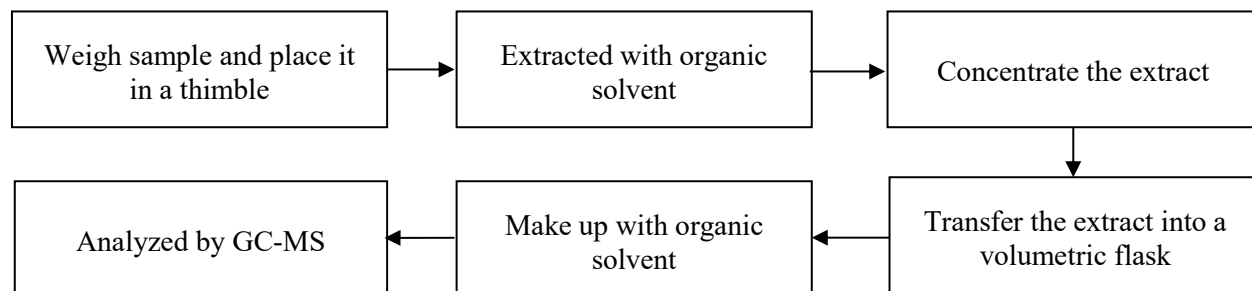 Weigh sample and place it
in a thimble
Extracted with organic
solvent
Concentrate the extract
Transfer the extract into a
volumetric flask
Make up with organic
solvent
Analyzed by GC-MS